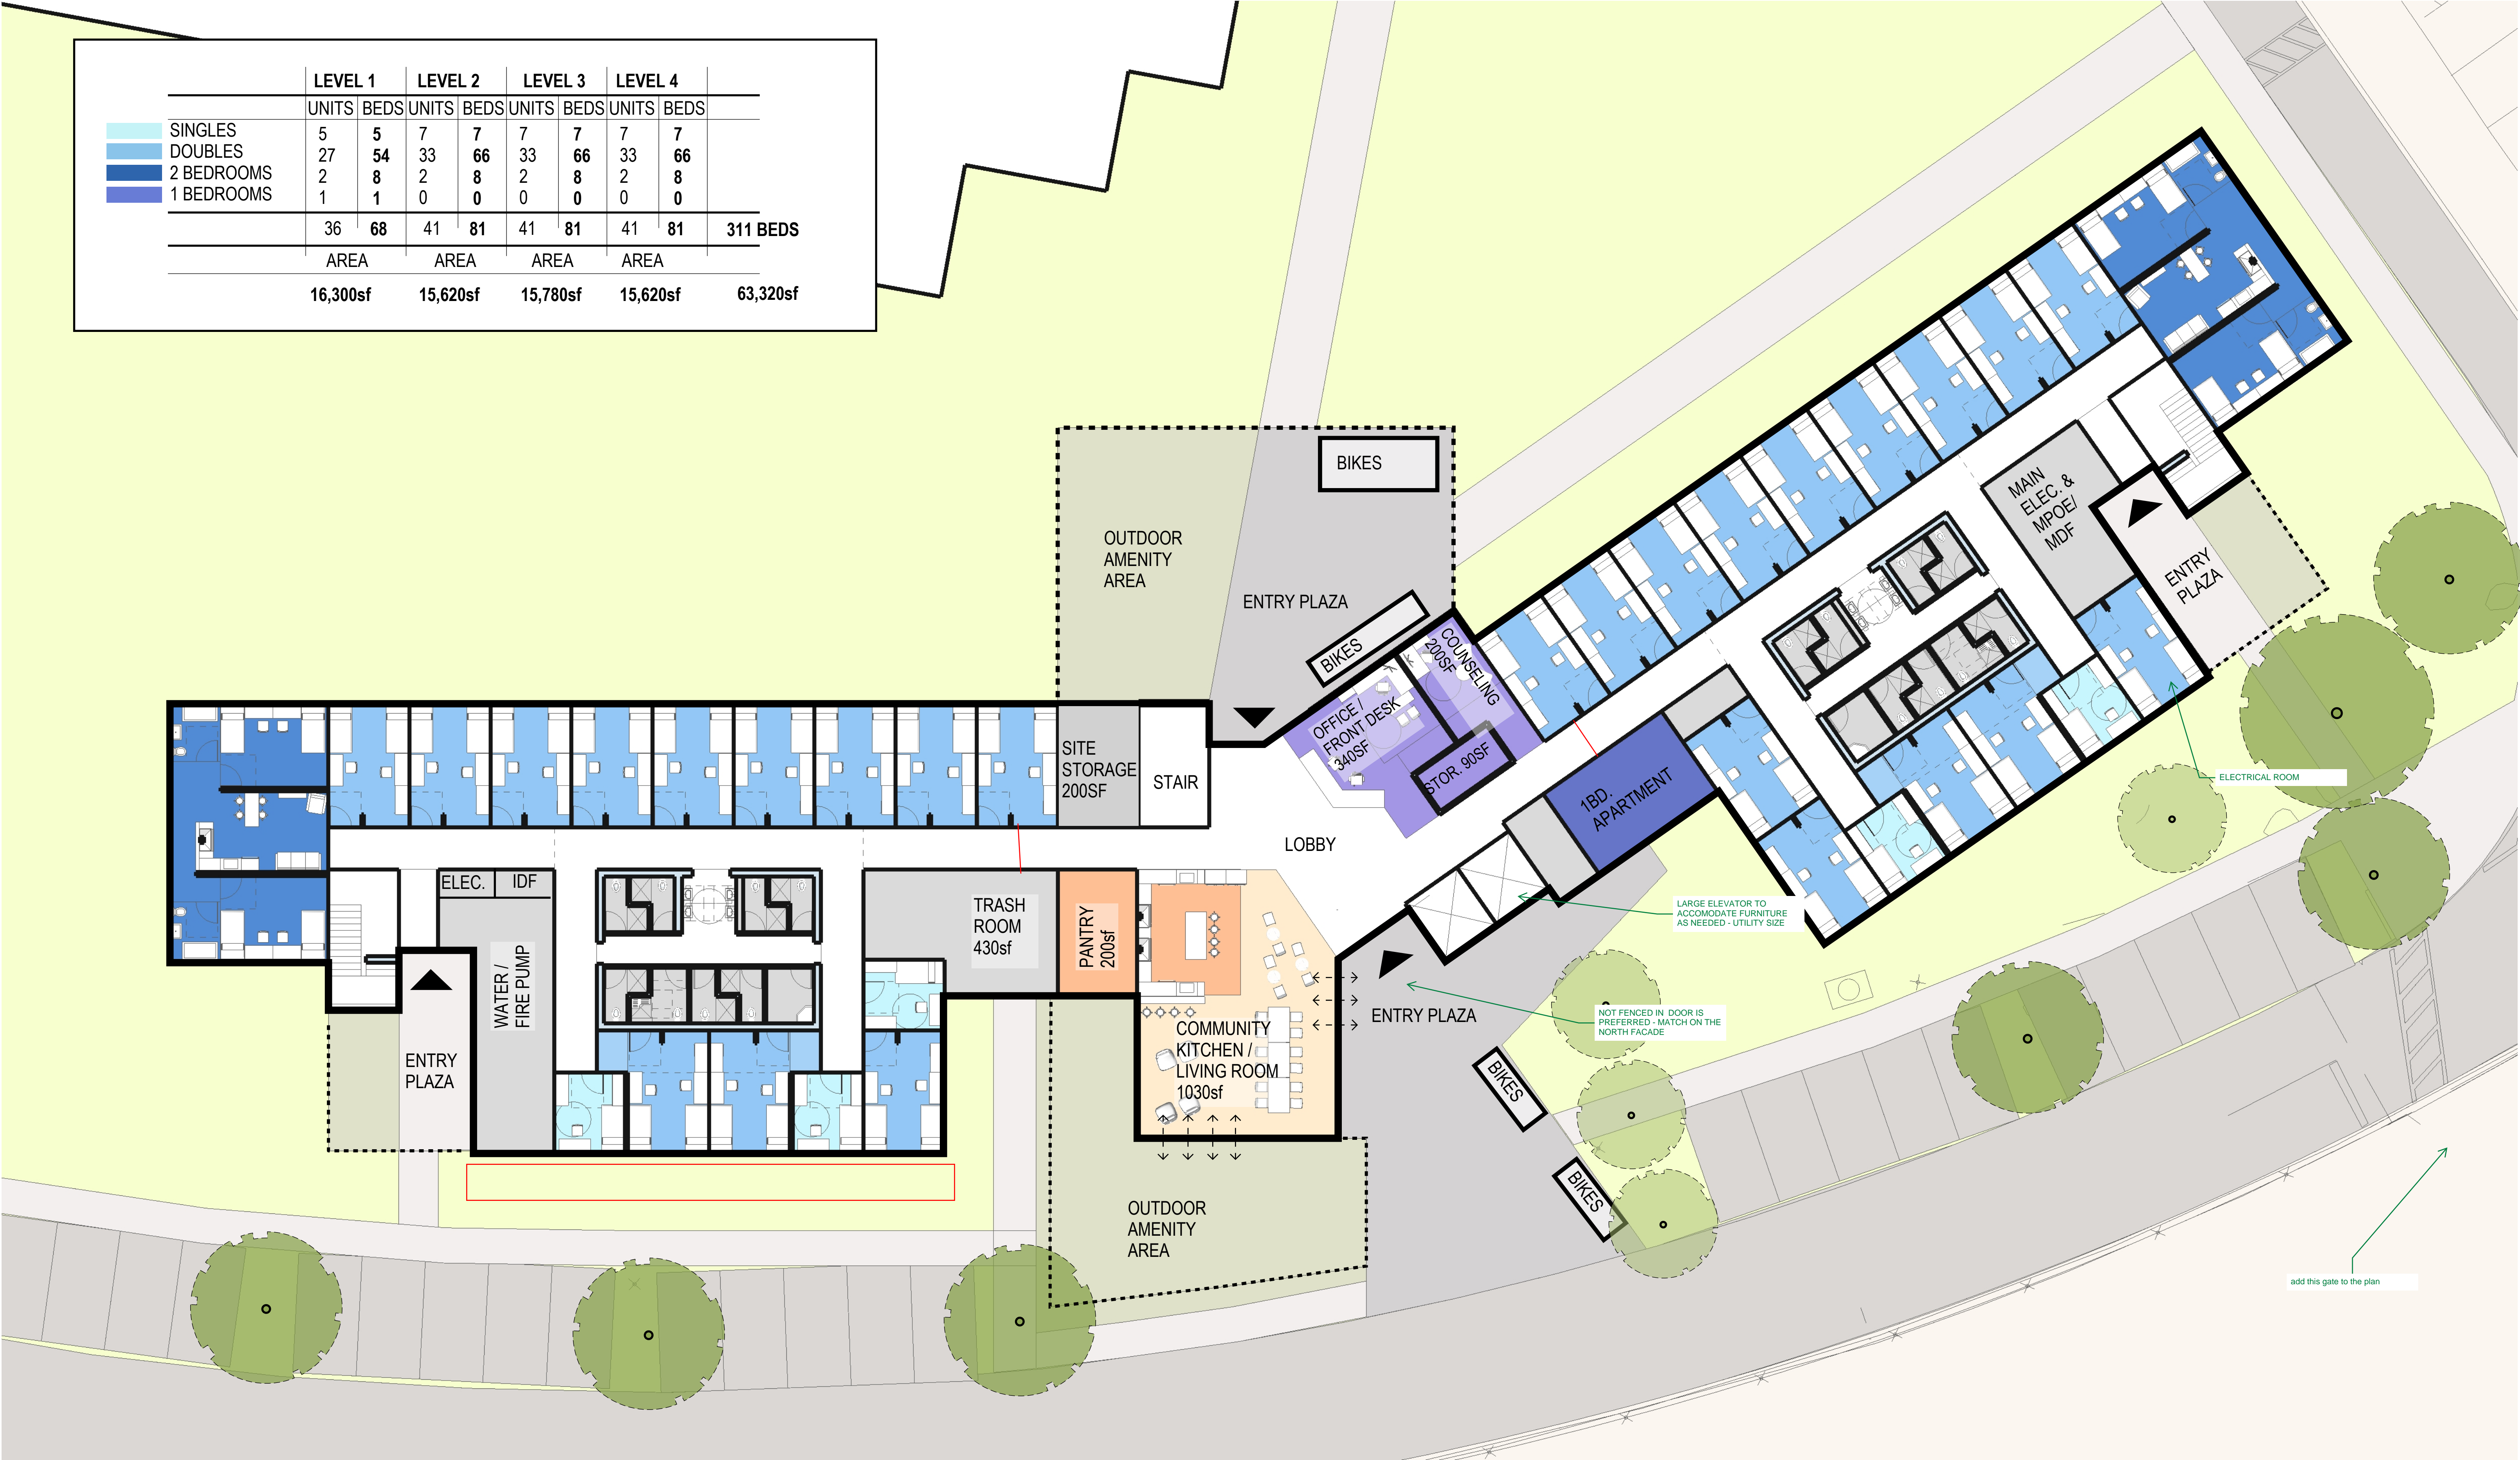 LEVEL 1 LEVEL 2 LEVEL 3 LEVEL 4
UNITS BEDS UNITS BEDS UNITS BEDS UNITS BEDS
SINGLES 5 5 7 7 7 7 7 7
DOUBLES 27 54 33 66 33 66 33 66
2 BEDROOMS 2 8 2 8 2 8 2 8
1 BEDROOMS 1 1 0 0 0 0 0 0
36 68 41 81 41 81 41 81 311 BEDS
AREA AREA AREA AREA
16,300sf 15,620sf 15,780sf 15,620sf 63,320sf
BIKES
OUTDOOR
AMENITY
AREA
ENTRY PLAZA
BIKES
COUNSELING
200SF
OFFICE /
FRONT DESK
340SF
STOR. 90SF
MAIN
ELEC. &
MPOE/
MDF
ENTRY
PLAZA
SITE
STORAGE
200SF
STAIR
LOBBY
1BD.
APARTMENT
ELECTRICAL ROOM
ELEC.
IDF
WATER /
FIRE PUMP
TRASH
ROOM
430sf
PANTRY
200sf
LARGE ELEVATOR TO
ACCOMODATE FURNITURE
AS NEEDED - UTILITY SIZE
ENTRY PLAZA
NOT FENCED IN DOOR IS
PREFERRED - MATCH ON THE
NORTH FACADE
COMMUNITY
KITCHEN /
LIVING ROOM
1030sf
ENTRY
PLAZA
BIKES
BIKES
OUTDOOR
AMENITY
AREA
add this gate to the plan